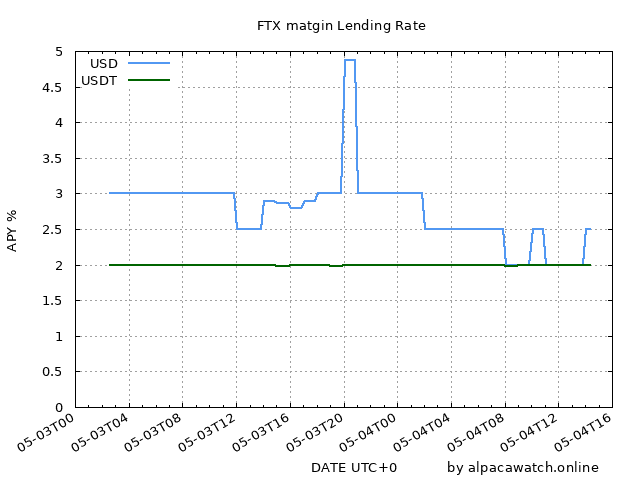 FTX matgin Lending Rate
USD
USDT
5
4.5
4
3.5
3
2.5
2
1.5
1
0.5
0
APY %
05-03T00
05-03T04
05-03T08
05-03T12
05-03T16
05-03T20
05-04T00
05-04T04
05-04T08
05-04T12
05-04T16
DATE UTC+0
by alpacawatch.online